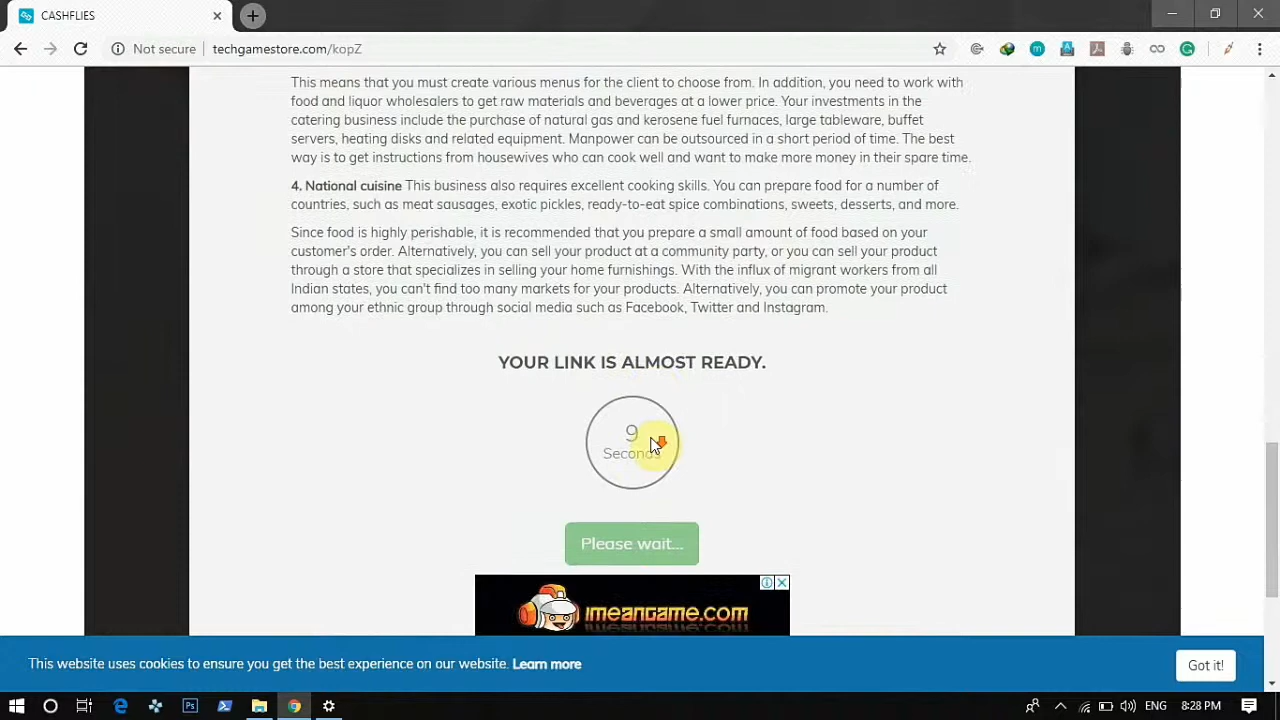 CASHFLIES
Not secure
techgamestore.com/kopZ
This means that you must create various menus for the client to choose from. In addition, you need to work with
food and liquor wholesalers to get raw materials and beverages at a lower price. Your investments in the
catering business include the purchase of natural gas and kerosene fuel furnaces, large tableware, buffet
servers, heating disks and related equipment. Manpower can be outsourced in a short period of time. The best
way is to get instructions from housewives who can cook well and want to make more money in their spare time.
4. National cuisine This business also requires excellent cooking skills. You can prepare food for a number of
countries, such as meat sausages, exotic pickles, ready-to-eat spice combinations, sweets, desserts, and more.
Since food is highly perishable, it is recommended that you prepare a small amount of food based on your
customer's order. Alternatively, you can sell your product at a community party, or you can sell your product
through a store that specializes in selling your home furnishings. With the influx of migrant workers from all
Indian states, you can't find too many markets for your products. Alternatively, you can promote your product
among your ethnic group through social media such as Facebook, Twitter and Instagram.
YOUR LINK IS ALMOST READY.
9
Seconds
Please wait...
imeangame.com
This website uses cookies to ensure you get the best experience on our website. Learn more
Got it!
Ps
ENG
8:28 PM